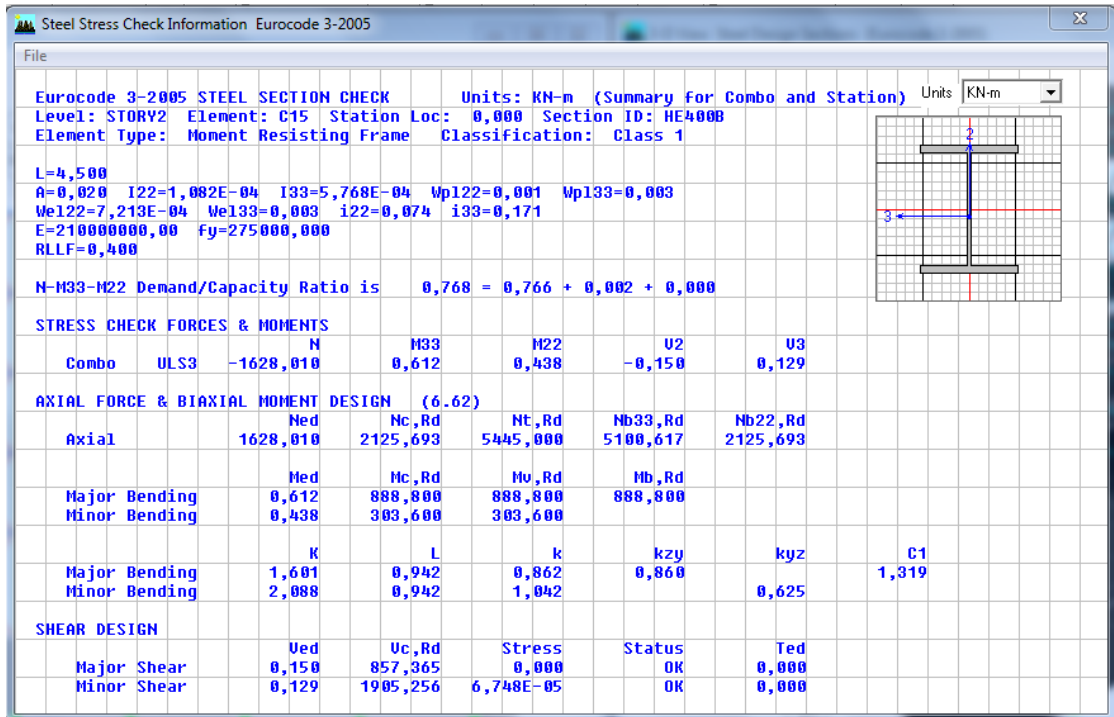 Steel Stress Check Information Eurocode 3-2005
File
Eurocode 3-2005 STEEL SECTION CHECK Units: KN-m (Summary for Combo and Station)
Units KN-m
Level: STORY2 Element: C15 Station Loc: 0,000 Section ID: HE400B
Element Type: Moment Resisting Frame Classification: Class 1
2
3
L=4,500
A=0,020 I22=1,082E-04 I33=5,768E-04 Wpl22=0,001 Wpl33=0,003
Wel22=7,213E-04 Wel33=0,003 i22=0,074 i33=0,171
E=210000000,00 fy=275000,000
RLLF=0,400
N-M33-M22 Demand/Capacity Ratio is 0,768 = 0,766 + 0,002 + 0,000
STRESS CHECK FORCES & MOMENTS
N M33 M22 V2 V3
Combo ULS3 -1628,010 0,612 0,438 -0,150 0,129
AXIAL FORCE & BIAXIAL MOMENT DESIGN (6.62)
Ned Nc,Rd Nt,Rd Nb33,Rd Nb22,Rd
Axial 1628,010 2125,693 5445,000 5100,617 2125,693
Med Mc,Rd Mv,Rd Mb,Rd
Major Bending 0,612 888,800 888,800 888,800
Minor Bending 0,438 303,600 303,600
K L k kzy kyz C1
Major Bending 1,601 0,942 0,862 0,860 1,319
Minor Bending 2,088 0,942 1,042 0,625
SHEAR DESIGN
Ved Vc,Rd Stress Status Ted
Major Shear 0,150 857,365 0,000 OK 0,000
Minor Shear 0,129 1905,256 6,748E-05 OK 0,000